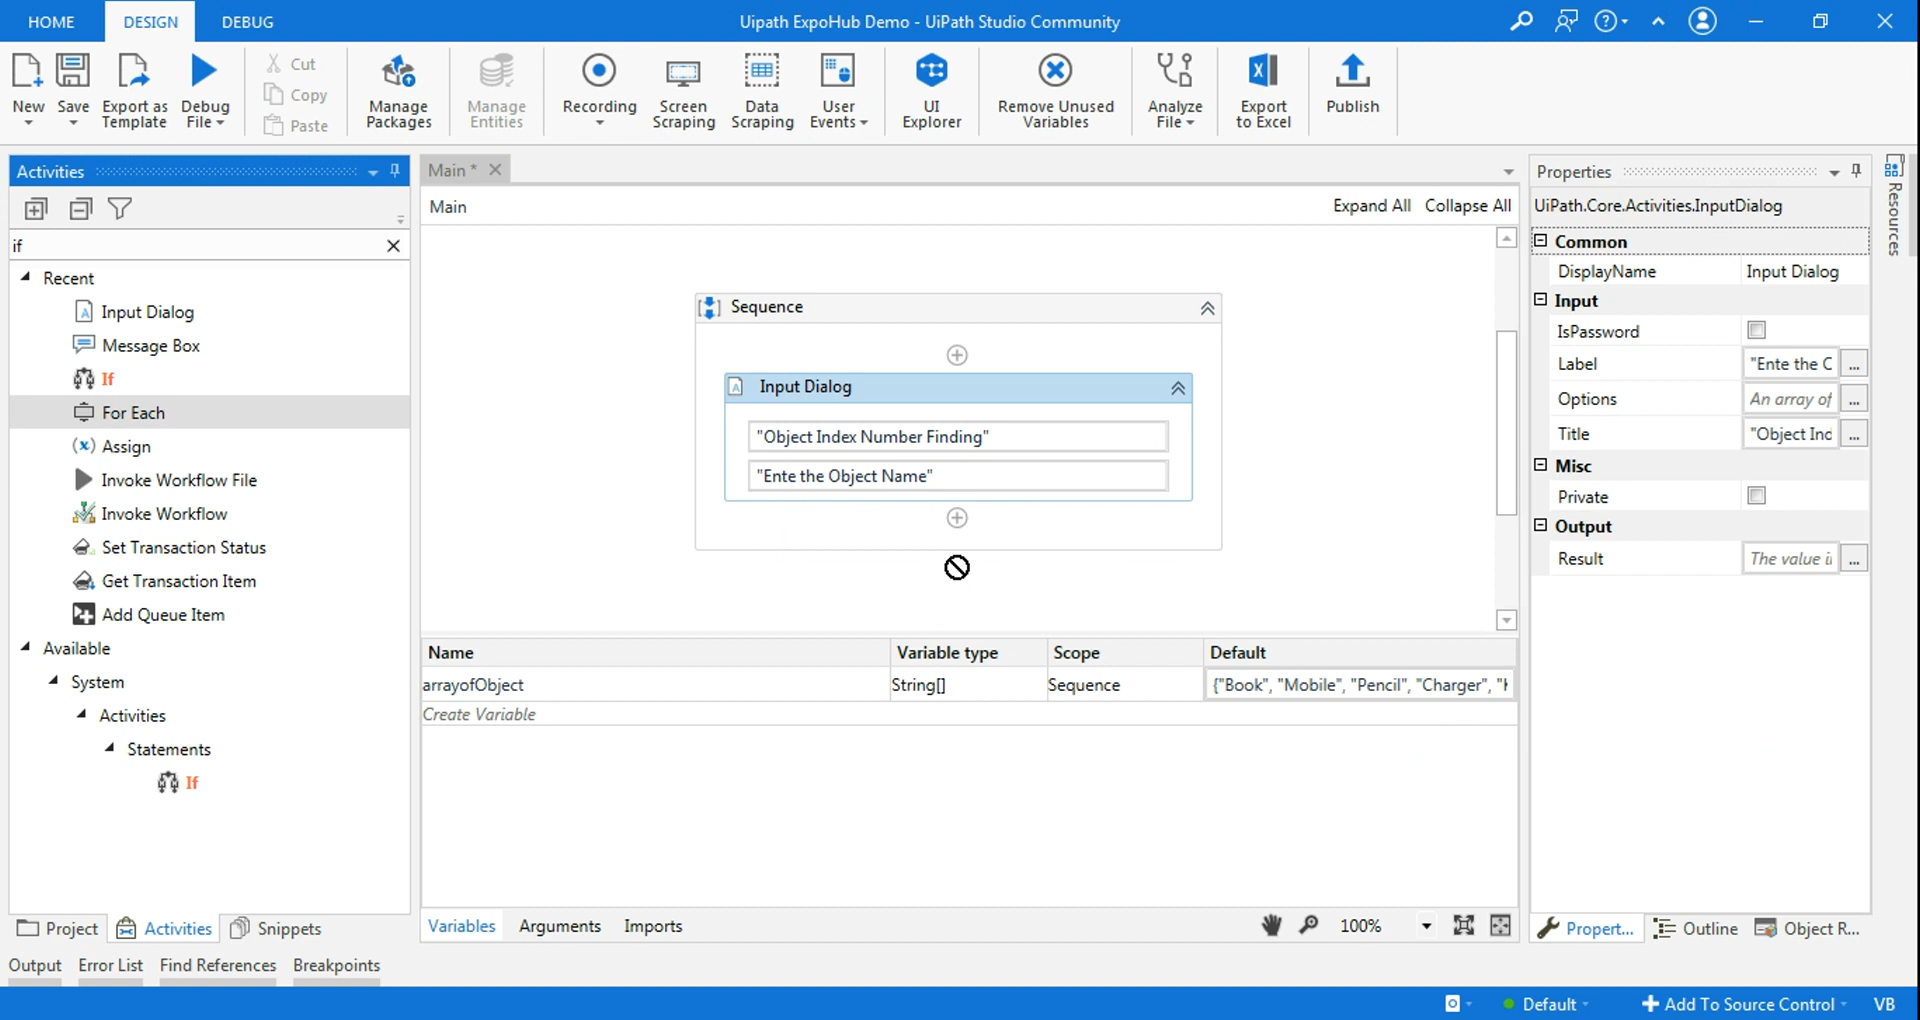 HOME DESIGN DEBUG Uipath ExpoHub Demo - UiPath Studio Community
New Save Export as Template Debug File Cut Copy Paste Manage Packages Manage Entities Recording Screen Scraping Data Scraping User Events UI Explorer Remove Unused Variables Analyze File Export to Excel Publish
Activities
if
Recent
Input Dialog
Message Box
If
For Each
Assign
Invoke Workflow File
Invoke Workflow
Set Transaction Status
Get Transaction Item
Add Queue Item
Available
System
Activities
Statements
If
Project Activities Snippets
Main *
Main Expand All Collapse All
Sequence
Input Dialog
"Object Index Number Finding"
"Ente the Object Name"
Name Variable type Scope Default
arrayofObject String[] Sequence {"Book", "Mobile", "Pencil", "Charger", "
Create Variable
Variables Arguments Imports 100%
Properties
UiPath.Core.Activities.InputDialog
Common
DisplayName Input Dialog
Input
IsPassword
Label "Ente the ...
Options An array of ...
Title "Object Ind ...
Misc
Private
Output
Result The value ...
Propert... Outline Object R...
Resources
Output Error List Find References Breakpoints
Default Add To Source Control VB